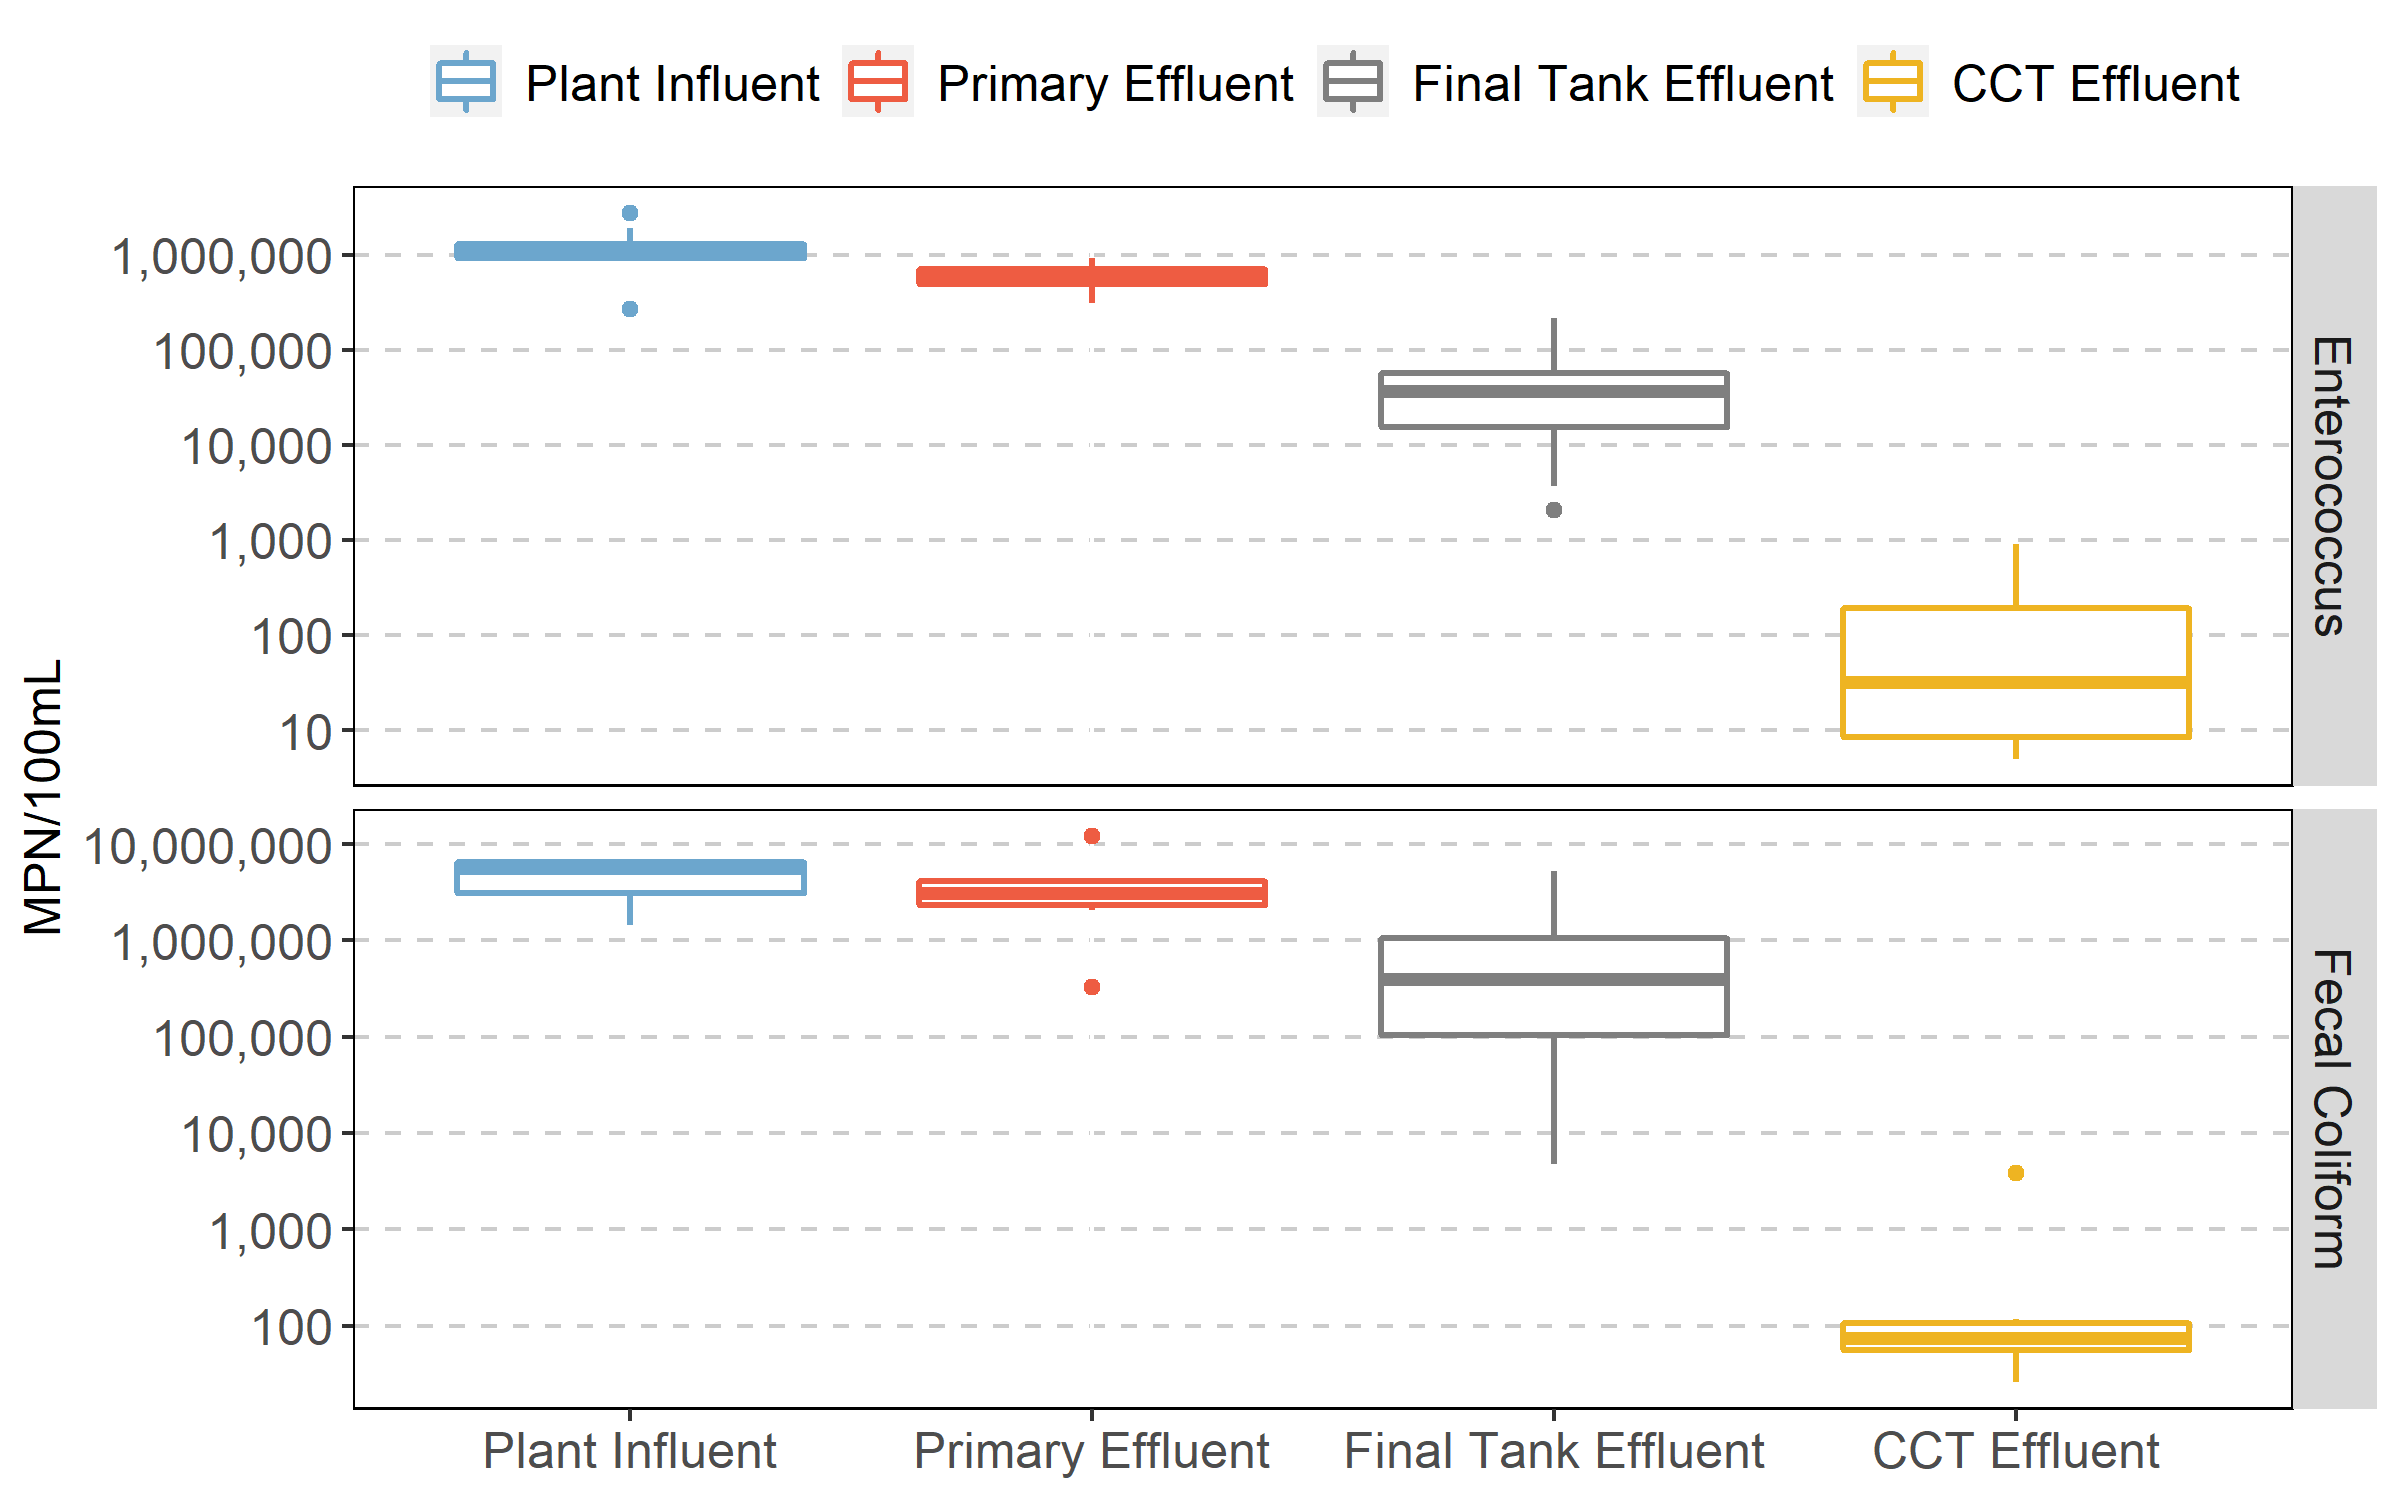 Plant Influent Primary Effluent Final Tank Effluent CCT Effluent
MPN/100mL
1,000,000
100,000
10,000
1,000
100
10
Enterococcus
10,000,000
1,000,000
100,000
10,000
1,000
100
Fecal Coliform
Plant Influent Primary Effluent Final Tank Effluent CCT Effluent